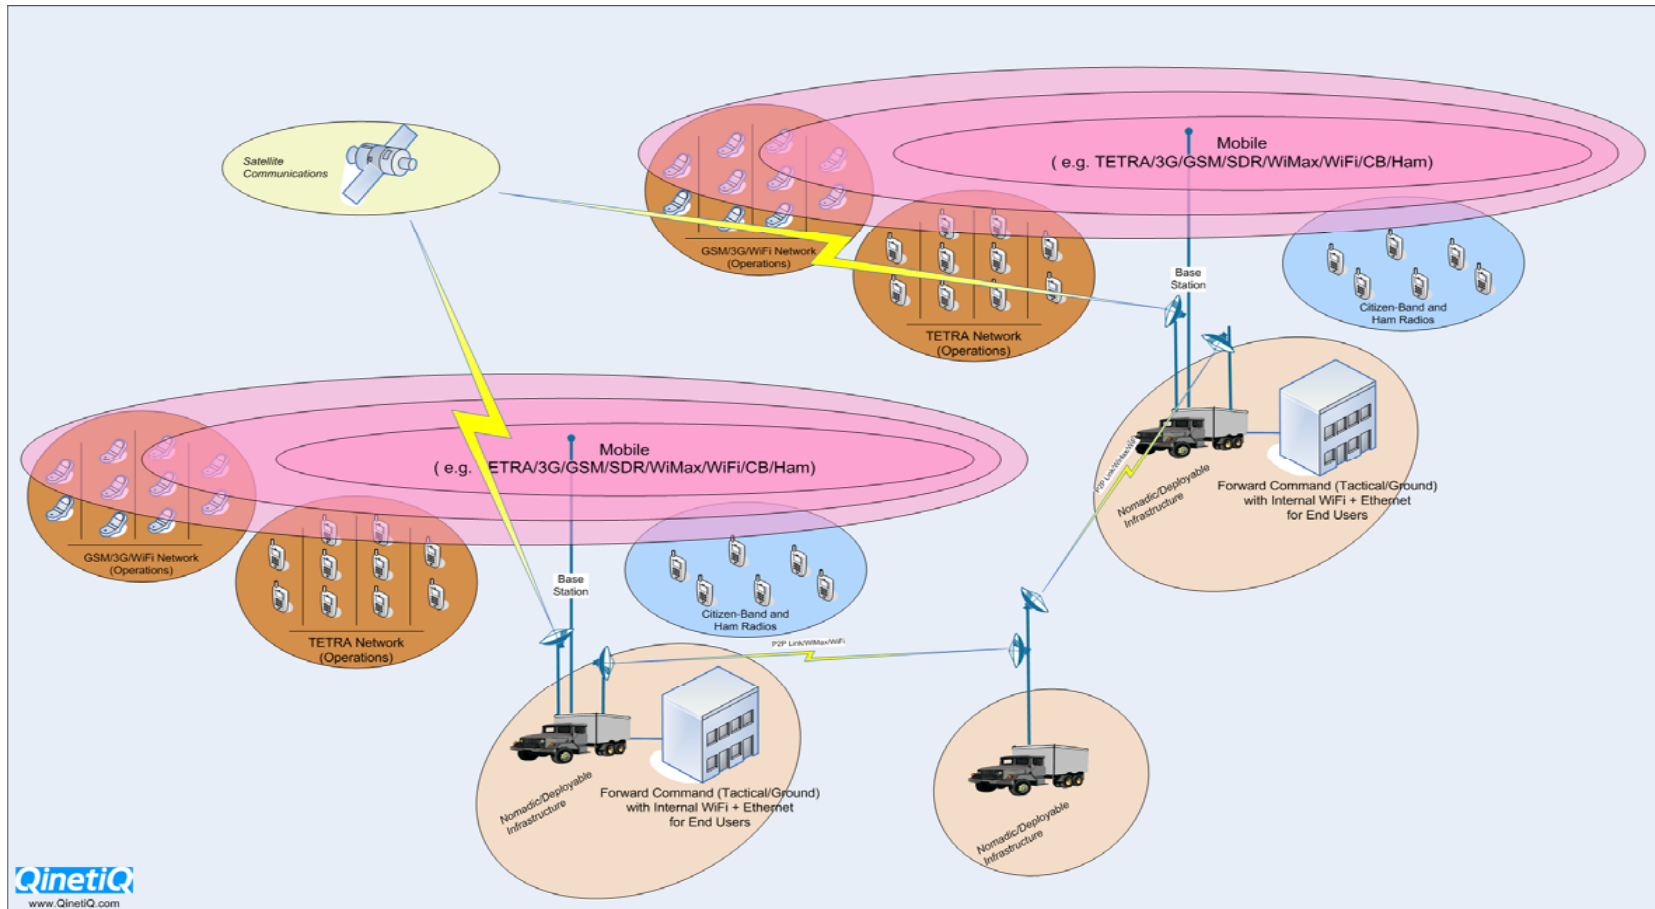 Satellite
Communications
Mobile
( e.g. TETRA/3G/GSM/SDR/WiMax/WiFi/CB/Ham)
GSM/3G/WiFi Network
(Operations)
TETRA Network
(Operations)
Base
Station
Citizen-Band and
Ham Radios
P2P Link/WiMax/WiFi
Nomadic/Deployable
Infrastructure
Forward Command (Tactical/Ground)
with Internal WiFi + Ethernet
for End Users
Mobile
( e.g. TETRA/3G/GSM/SDR/WiMax/WiFi/CB/Ham)
GSM/3G/WiFi Network
(Operations)
TETRA Network
(Operations)
Base
Station
Citizen-Band and
Ham Radios
P2P Link/WiMax/WiFi
Nomadic/Deployable
Infrastructure
Forward Command (Tactical/Ground)
with Internal WiFi + Ethernet
for End Users
Nomadic/Deployable
Infrastructure
QinetiQ
www.QinetiQ.com